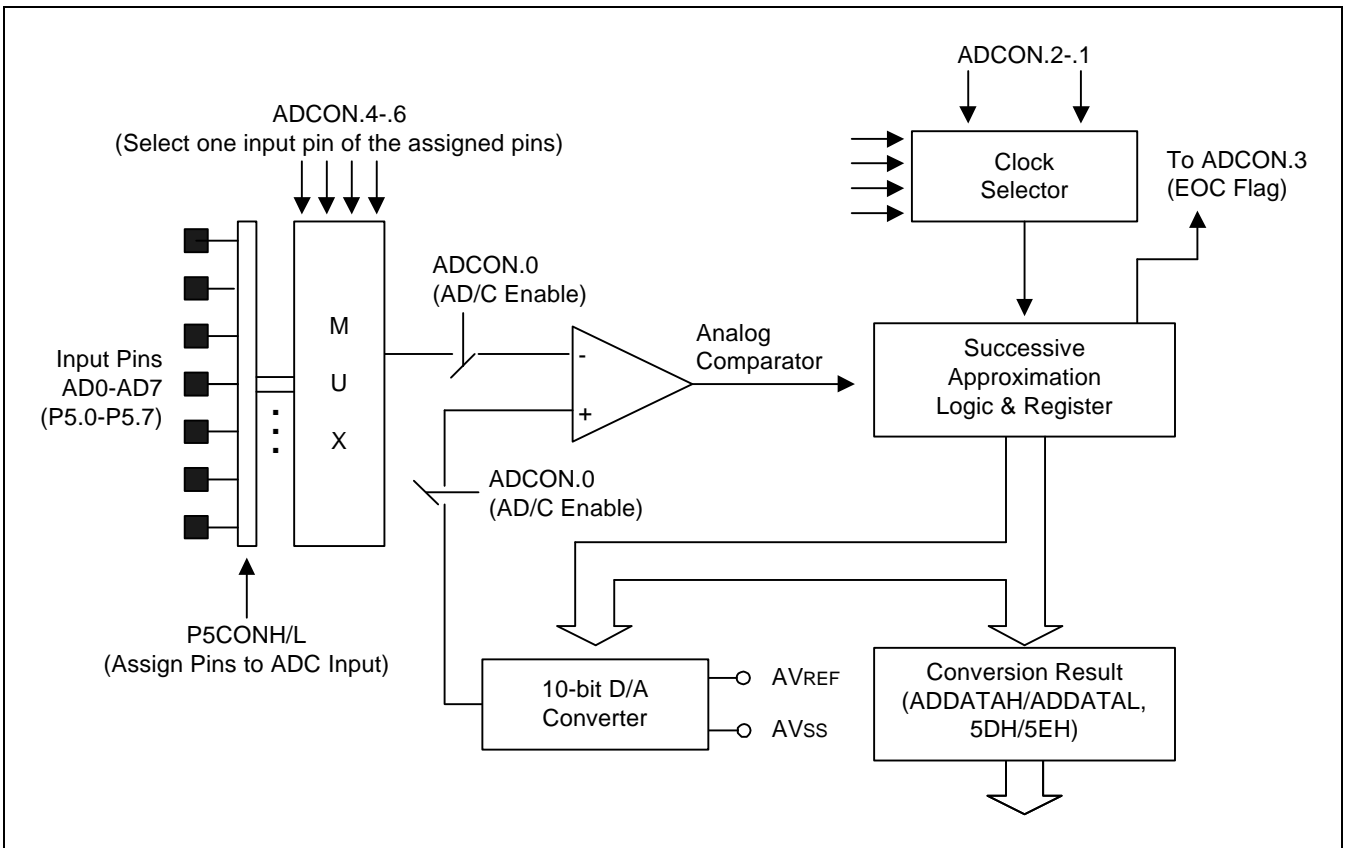 ADCON.2-.1
ADCON.4-.6
(Select one input pin of the assigned pins)
Clock
Selector
To ADCON.3
(EOC Flag)
ADCON.0
(AD/C Enable)
M
U
X
Input Pins
AD0-AD7
(P5.0-P5.7)
-
+
Analog
Comparator
Successive
Approximation
Logic & Register
ADCON.0
(AD/C Enable)
P5CONH/L
(Assign Pins to ADC Input)
10-bit D/A
Converter
AVREF
AVSS
Conversion Result
(ADDATAH/ADDATAL,
5DH/5EH)